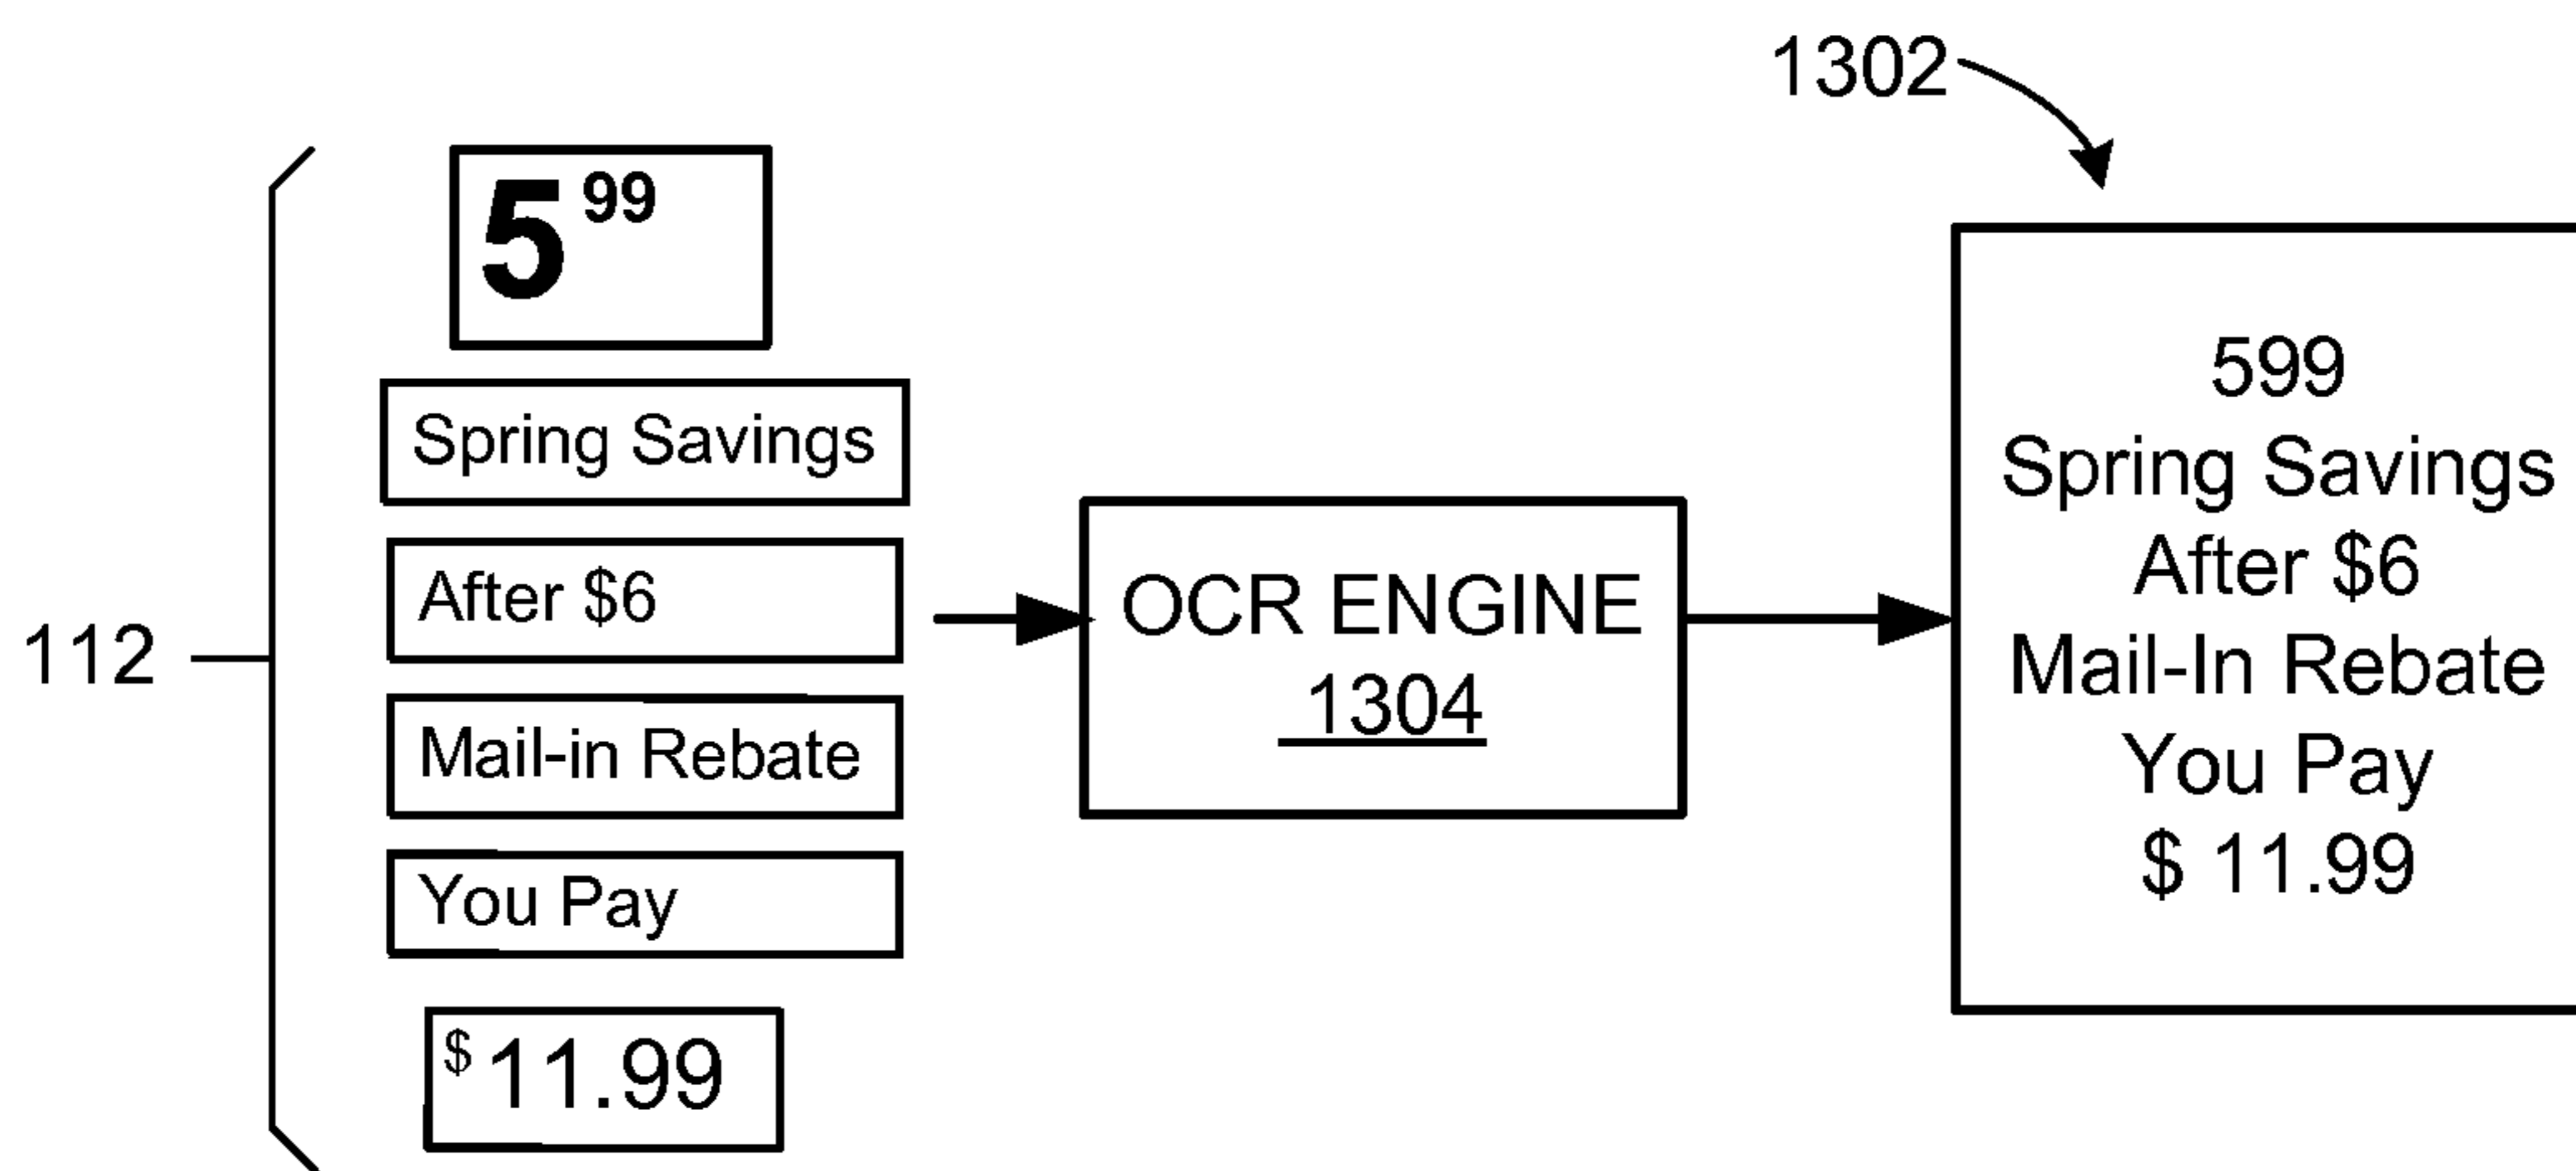 1302
5 99
Spring Savings
After $6
Mail-in Rebate
You Pay
$ 11.99
112
OCR ENGINE
1304
599
Spring Savings
After $6
Mail-In Rebate
You Pay
$ 11.99